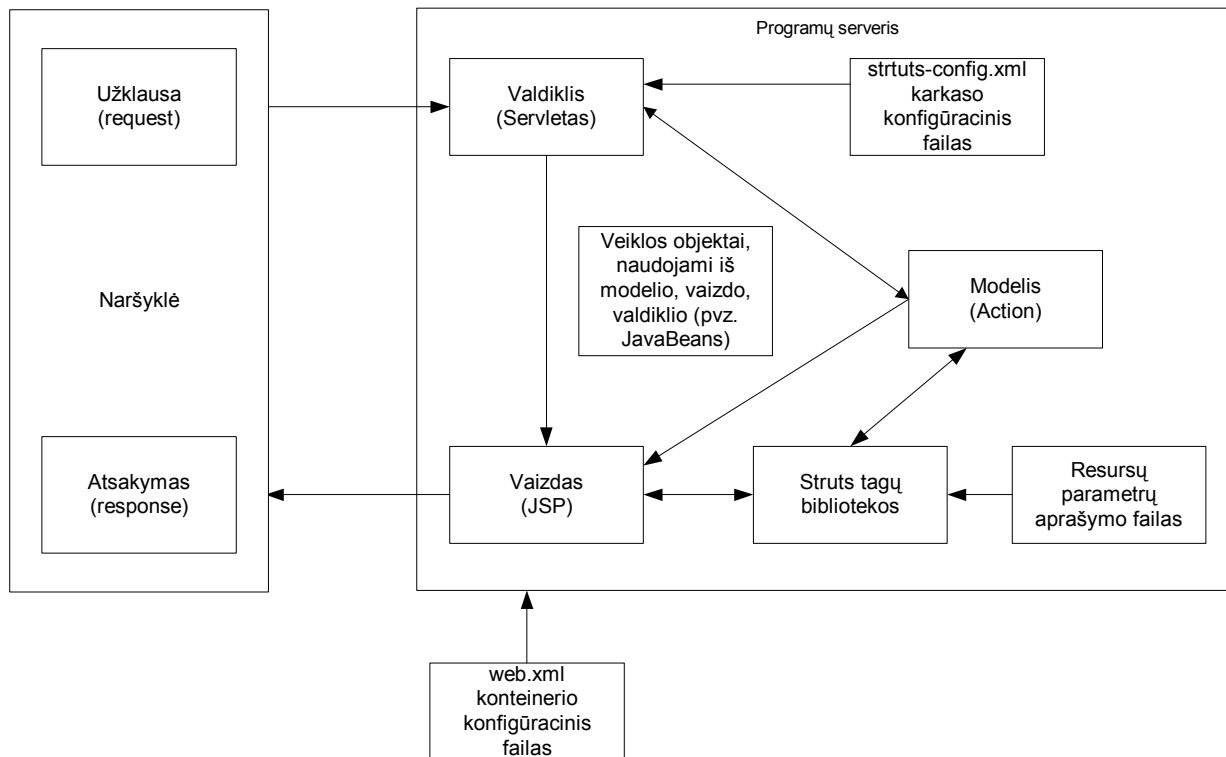 Programų serveris
Užklausa
(request)
Valdiklis
(Servletas)
strtuts-config.xml
karkaso
konfigūracinis
failas
Naršyklė
Veiklos objektai,
naudojami iš
modelio, vaizdo,
valdiklio (pvz.
JavaBeans)
Modelis
(Action)
Atsakymas
(response)
Vaizdas
(JSP)
Struts tagų
bibliotekos
Resursų
parametrų
aprašymo failas
web.xml
konteinerio
konfigūracinis
failas